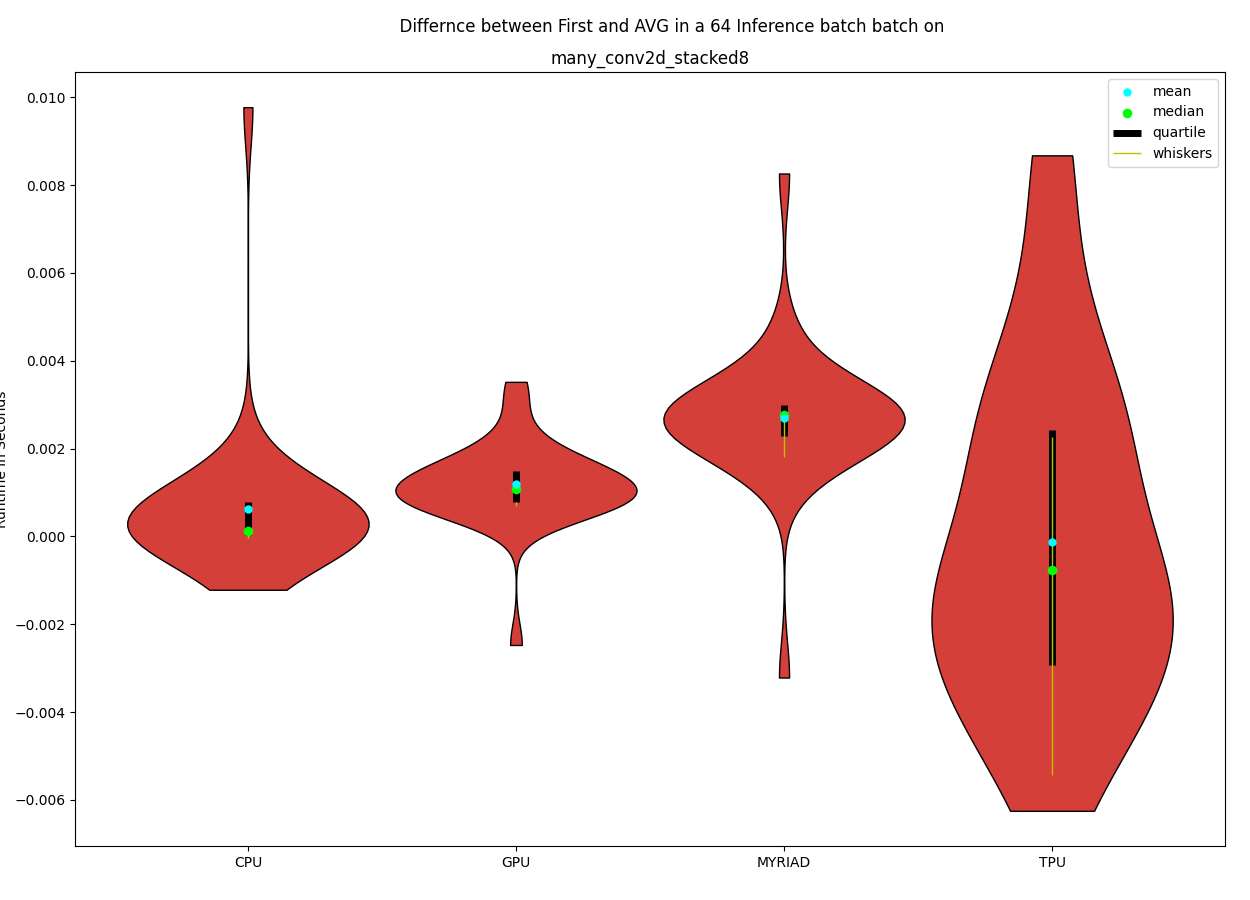 Differnce between First and AVG in a 64 Inference batch batch on
many_conv2d_stacked8
mean
median
quartile
whiskers
0.010
0.008
0.006
0.004
0.002
0.000
−0.002
−0.004
−0.006
Runtime in Seconds
CPU GPU MYRIAD TPU